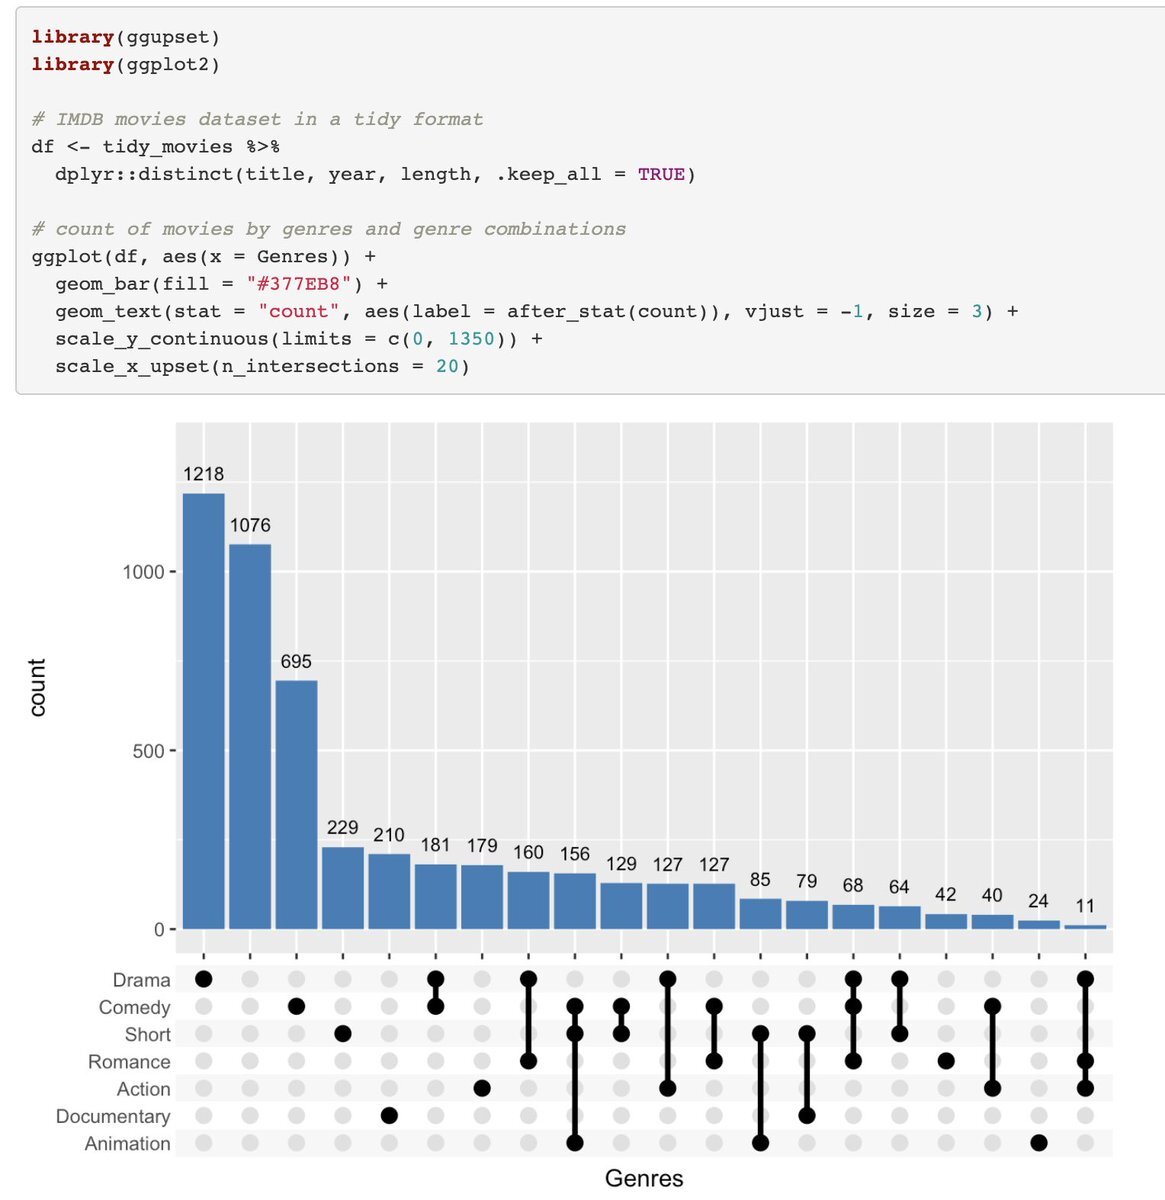 library(ggupset)
library(ggplot2)
# IMDB movies dataset in a tidy format
df <- tidy_movies %>%
dplyr::distinct(title, year, length, .keep_all = TRUE)
# count of movies by genres and genre combinations
ggplot(df, aes(x = Genres)) +
geom_bar(fill = "#377EB8") +
geom_text(stat = "count", aes(label = after_stat(count)), vjust = -1, size = 3) +
scale_y_continuous(limits = c(0, 1350)) +
scale_x_upset(n_intersections = 20)
1218
1076
695
229
210
181
179
160
156
129
127
127
85
79
68
64
42
40
24
11
1000
500
0
count
Drama
Comedy
Short
Romance
Action
Documentary
Animation
Genres